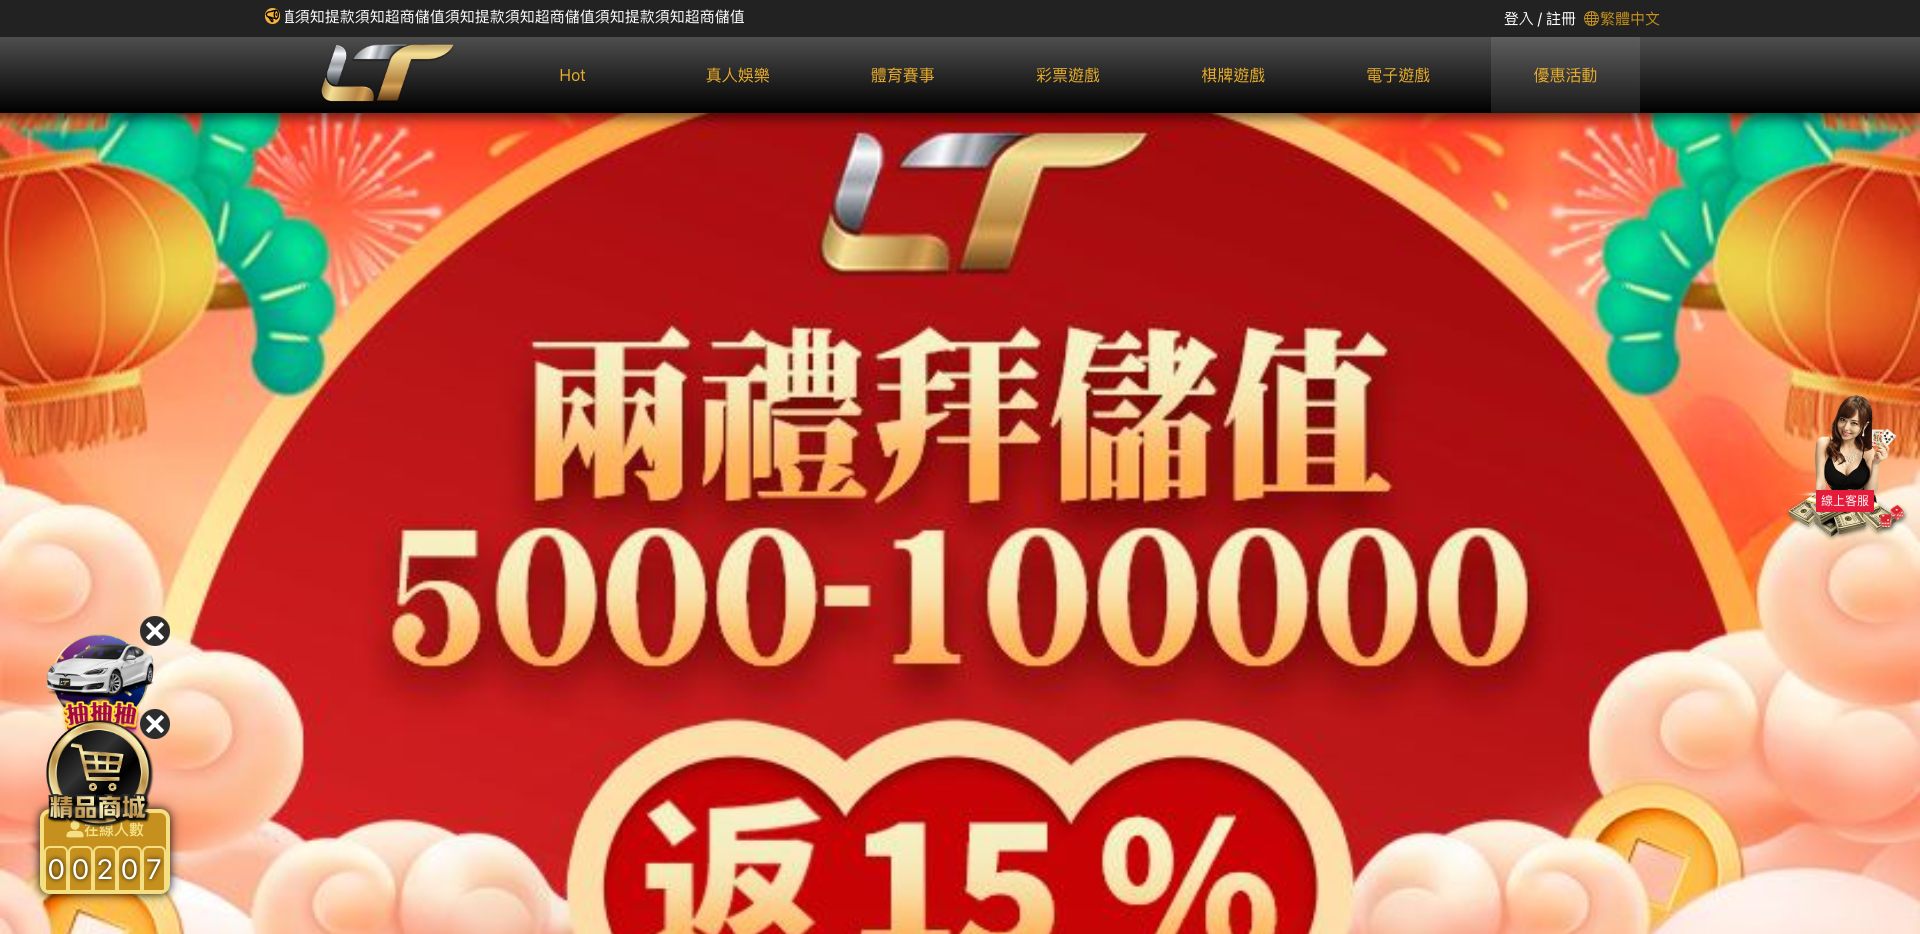 須知提款須知超商儲值須知提款須知超商儲值須知提款須知超商儲值
登入 / 註冊 繁體中文
LT
Hot 真人娛樂 體育賽事 彩票遊戲 棋牌遊戲 電子遊戲 優惠活動
LT
兩禮拜儲值
5000-100000
返15%
線上客服
抽抽抽
精品商城
在線人數
00207